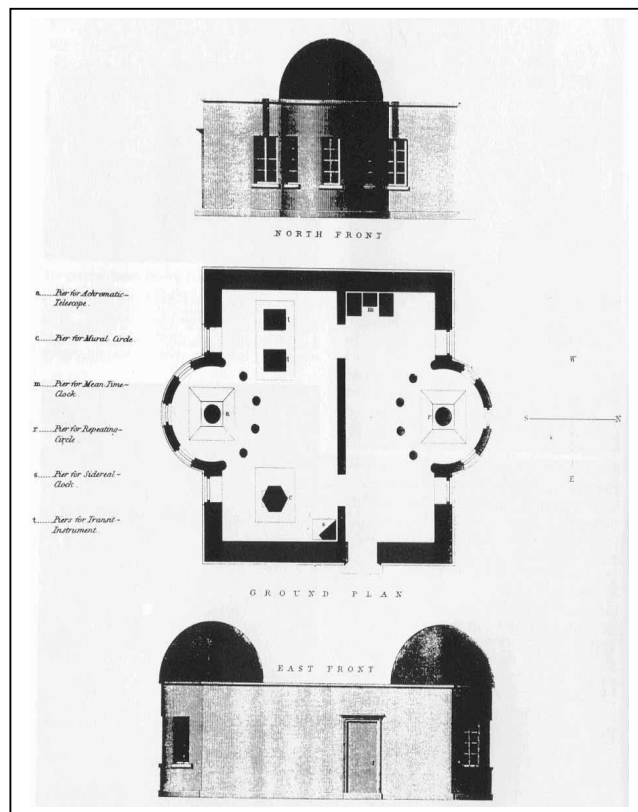 NORTH FRONT
a......Pier for Achromatic-
Telescope.
c......Pier for Mural Circle.
m.....Pier for Mean Time-
Clock.
r......Pier for Repeating-
Circle.
s......Pier for Sidereal-
Clock.
t......Piers for Transit-
Instrument.
t
m
t
a
r
c
s
W
S
N
E
GROUND PLAN
EAST FRONT